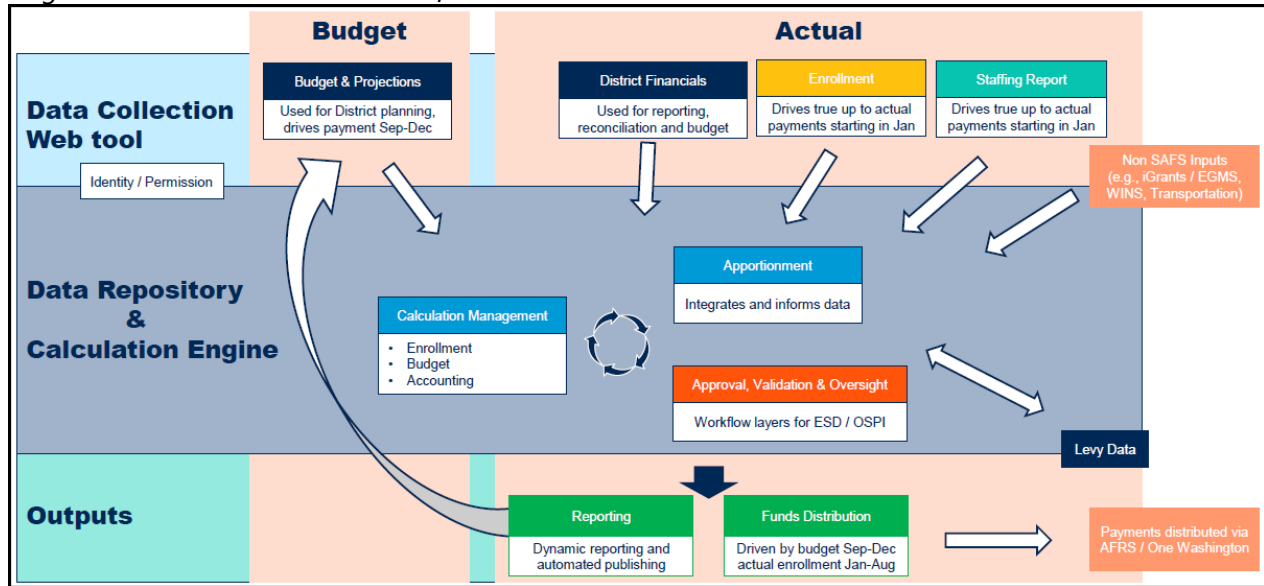 Budget
Actual
Data Collection
Web tool
Identity / Permission
Budget & Projections
Used for District planning,
drives payment Sep-Dec
District Financials
Used for reporting,
reconciliation and budget
Enrollment
Drives true up to actual
payments starting in Jan
Staffing Report
Drives true up to actual
payments starting in Jan
Non SAFS Inputs
(e.g., iGrants / EGMS,
WINS, Transportation)
Data Repository
&
Calculation Engine
Calculation Management
• Enrollment
• Budget
• Accounting
Apportionment
Integrates and informs data
Approval, Validation & Oversight
Workflow layers for ESD / OSPI
Levy Data
Outputs
Reporting
Dynamic reporting and
automated publishing
Funds Distribution
Driven by budget Sep-Dec
actual enrollment Jan-Aug
Payments distributed via
AFRS / One Washington